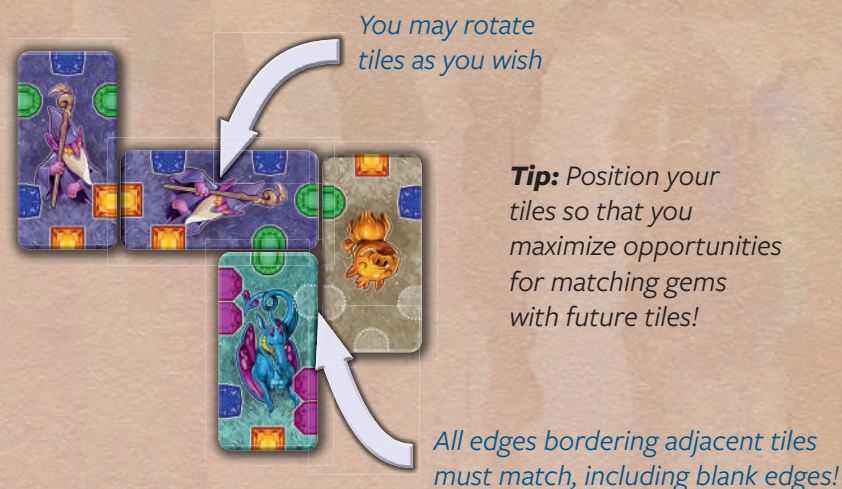 You may rotate
tiles as you wish
Tip: Position your
tiles so that you
maximize opportunities
for matching gems
with future tiles!
All edges bordering adjacent tiles
must match, including blank edges!